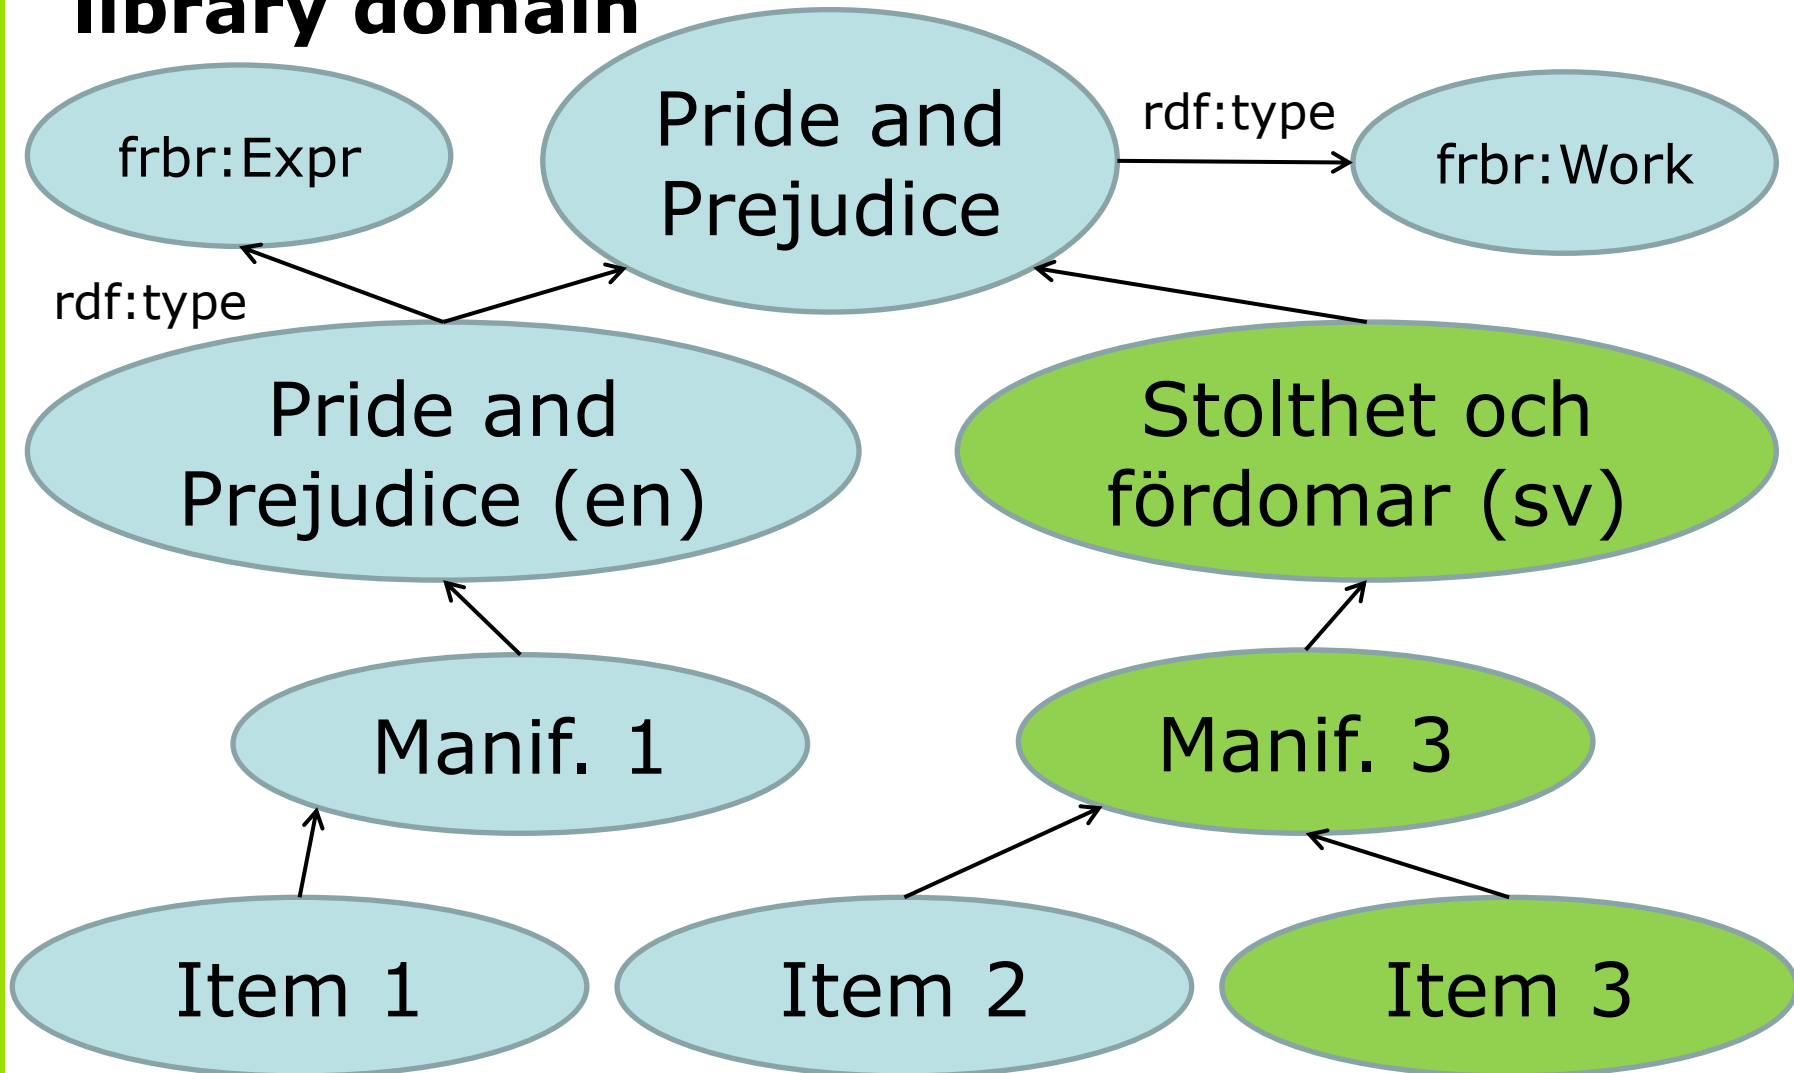 library domain
Pride and
Prejudice
rdf:type
frbr:Expr
frbr:Work
rdf:type
Pride and
Prejudice (en)
Stolthet och
fördomar (sv)
Manif. 1
Manif. 3
Item 1
Item 2
Item 3